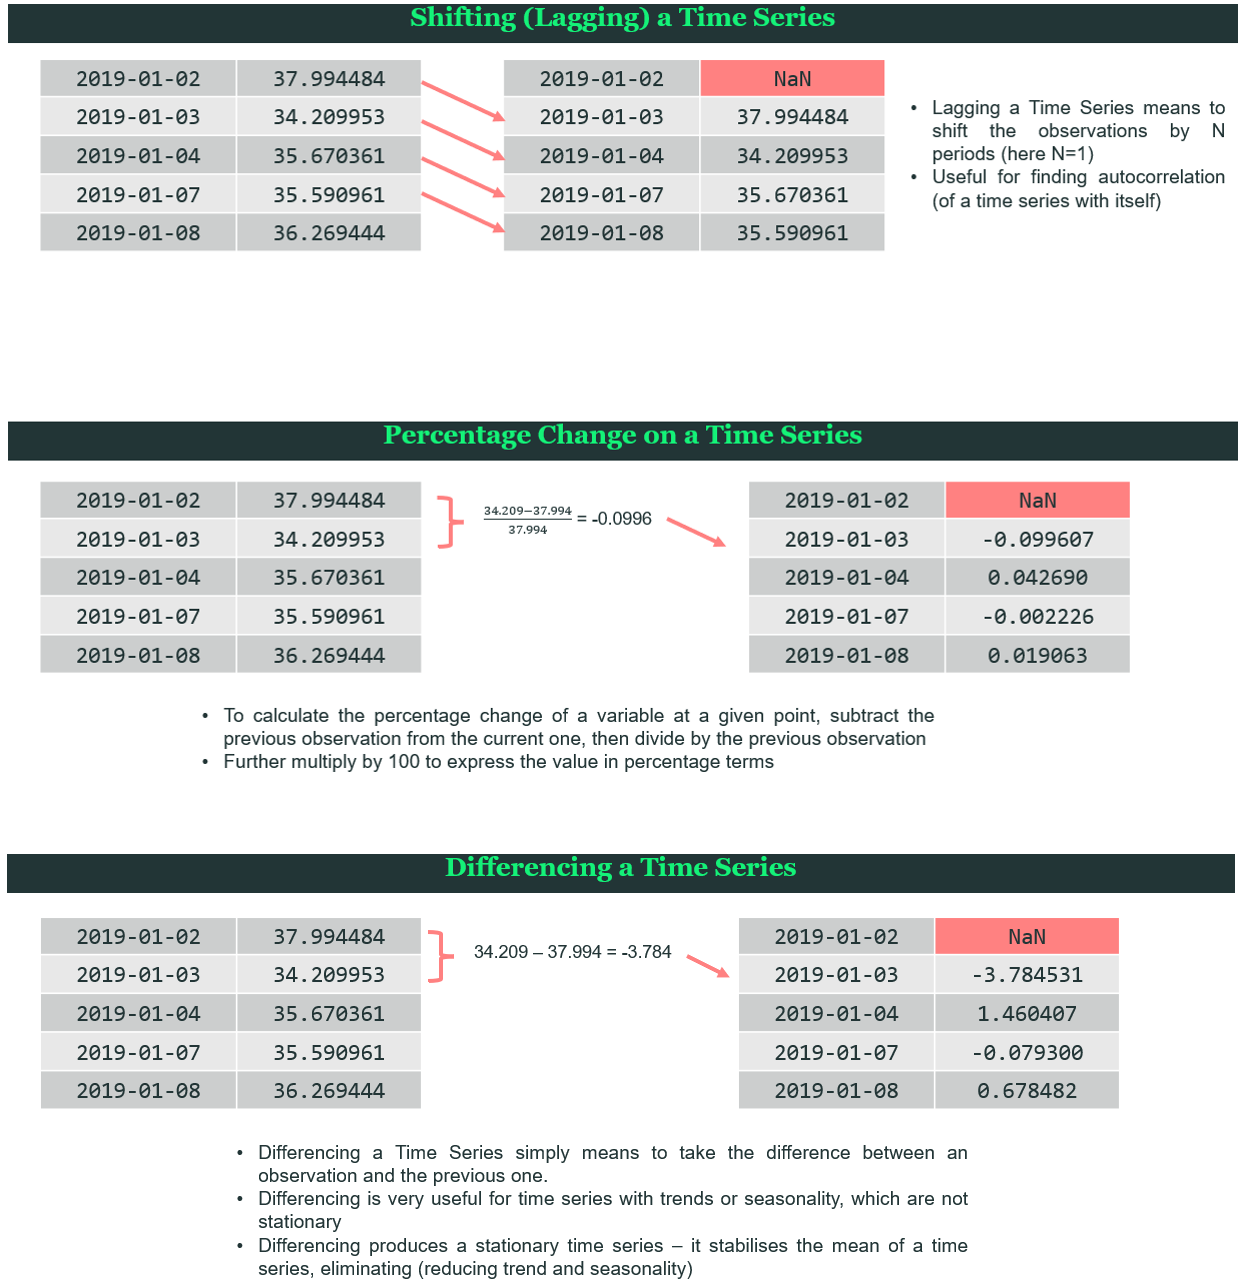 Shifting (Lagging) a Time Series
2019-01-02 37.994484
2019-01-03 34.209953
2019-01-04 35.670361
2019-01-07 35.590961
2019-01-08 36.269444
2019-01-02 NaN
2019-01-03 37.994484
2019-01-04 34.209953
2019-01-07 35.670361
2019-01-08 35.590961
• Lagging a Time Series means to
shift the observations by N
periods (here N=1)
• Useful for finding autocorrelation
(of a time series with itself)
Percentage Change on a Time Series
2019-01-02 37.994484
2019-01-03 34.209953
2019-01-04 35.670361
2019-01-07 35.590961
2019-01-08 36.269444
34.209−37.994
37.994
= -0.0996
2019-01-02 NaN
2019-01-03 -0.099607
2019-01-04 0.042690
2019-01-07 -0.002226
2019-01-08 0.019063
• To calculate the percentage change of a variable at a given point, subtract the
previous observation from the current one, then divide by the previous observation
• Further multiply by 100 to express the value in percentage terms
Differencing a Time Series
2019-01-02 37.994484
2019-01-03 34.209953
2019-01-04 35.670361
2019-01-07 35.590961
2019-01-08 36.269444
34.209 – 37.994 = -3.784
2019-01-02 NaN
2019-01-03 -3.784531
2019-01-04 1.460407
2019-01-07 -0.079300
2019-01-08 0.678482
• Differencing a Time Series simply means to take the difference between an
observation and the previous one.
• Differencing is very useful for time series with trends or seasonality, which are not
stationary
• Differencing produces a stationary time series – it stabilises the mean of a time
series, eliminating (reducing trend and seasonality)